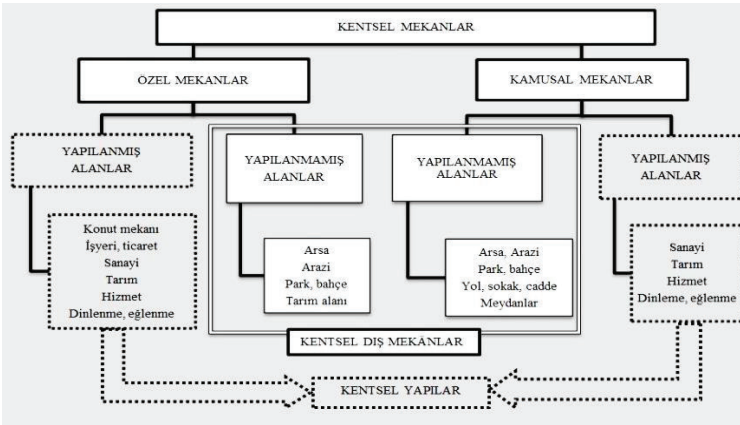 KENTSEL MEKANLAR
ÖZEL MEKANLAR
KAMUSAL MEKANLAR
YAPILANMIŞ
ALANLAR
YAPILANMAMIŞ
ALANLAR
YAPILANMAMIŞ
ALANLAR
YAPILANMIŞ
ALANLAR
Konut mekanı
İşyeri, ticaret
Sanayi
Tarım
Hizmet
Dinlenme, eğlenme
Arsa
Arazi
Park, bahçe
Tarım alanı
Arsa, Arazi
Park, bahçe
Yol, sokak, cadde
Meydanlar
Sanayi
Tarım
Hizmet
Dinleme, eğlenme
KENTSEL DIŞ MEKÂNLAR
KENTSEL YAPILAR